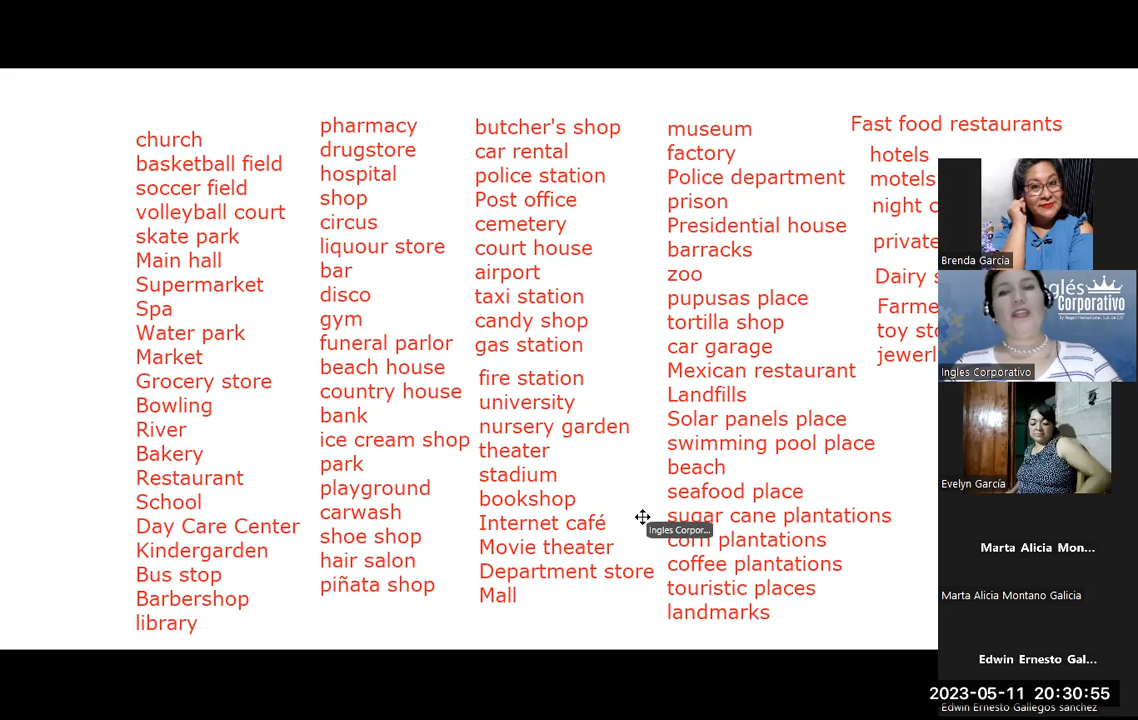 church
basketball field
soccer field
volleyball court
skate park
Main hall
Supermarket
Spa
Water park
Market
Grocery store
Bowling
River
Bakery
Restaurant
School
Day Care Center
Kindergarden
Bus stop
Barbershop
library
pharmacy
drugstore
hospital
shop
circus
liquour store
bar
disco
gym
funeral parlor
beach house
country house
bank
ice cream shop
park
playground
carwash
shoe shop
hair salon
piñata shop
butcher's shop
car rental
police station
Post office
cemetery
court house
airport
taxi station
candy shop
gas station
fire station
university
nursery garden
theater
stadium
bookshop
Internet café
Movie theater
Department store
Mall
museum
factory
Police department
prison
Presidential house
barracks
zoo
pupusas place
tortilla shop
car garage
Mexican restaurant
Landfills
Solar panels place
swimming pool place
beach
seafood place
sugar cane plantations
corn plantations
coffee plantations
touristic places
landmarks
Fast food restaurants
hotels
motels
night
private
Dairy
Ingles Corpor...
Brenda Garcia
glés
Corporativo
Ingles Corporativo
Evelyn García
Marta Alicia Mon...
Marta Alicia Montano Galicia
Edwin Ernesto Gal...
2023-05-11 20:30:55
Edwin Ernesto Gallegos sanchez